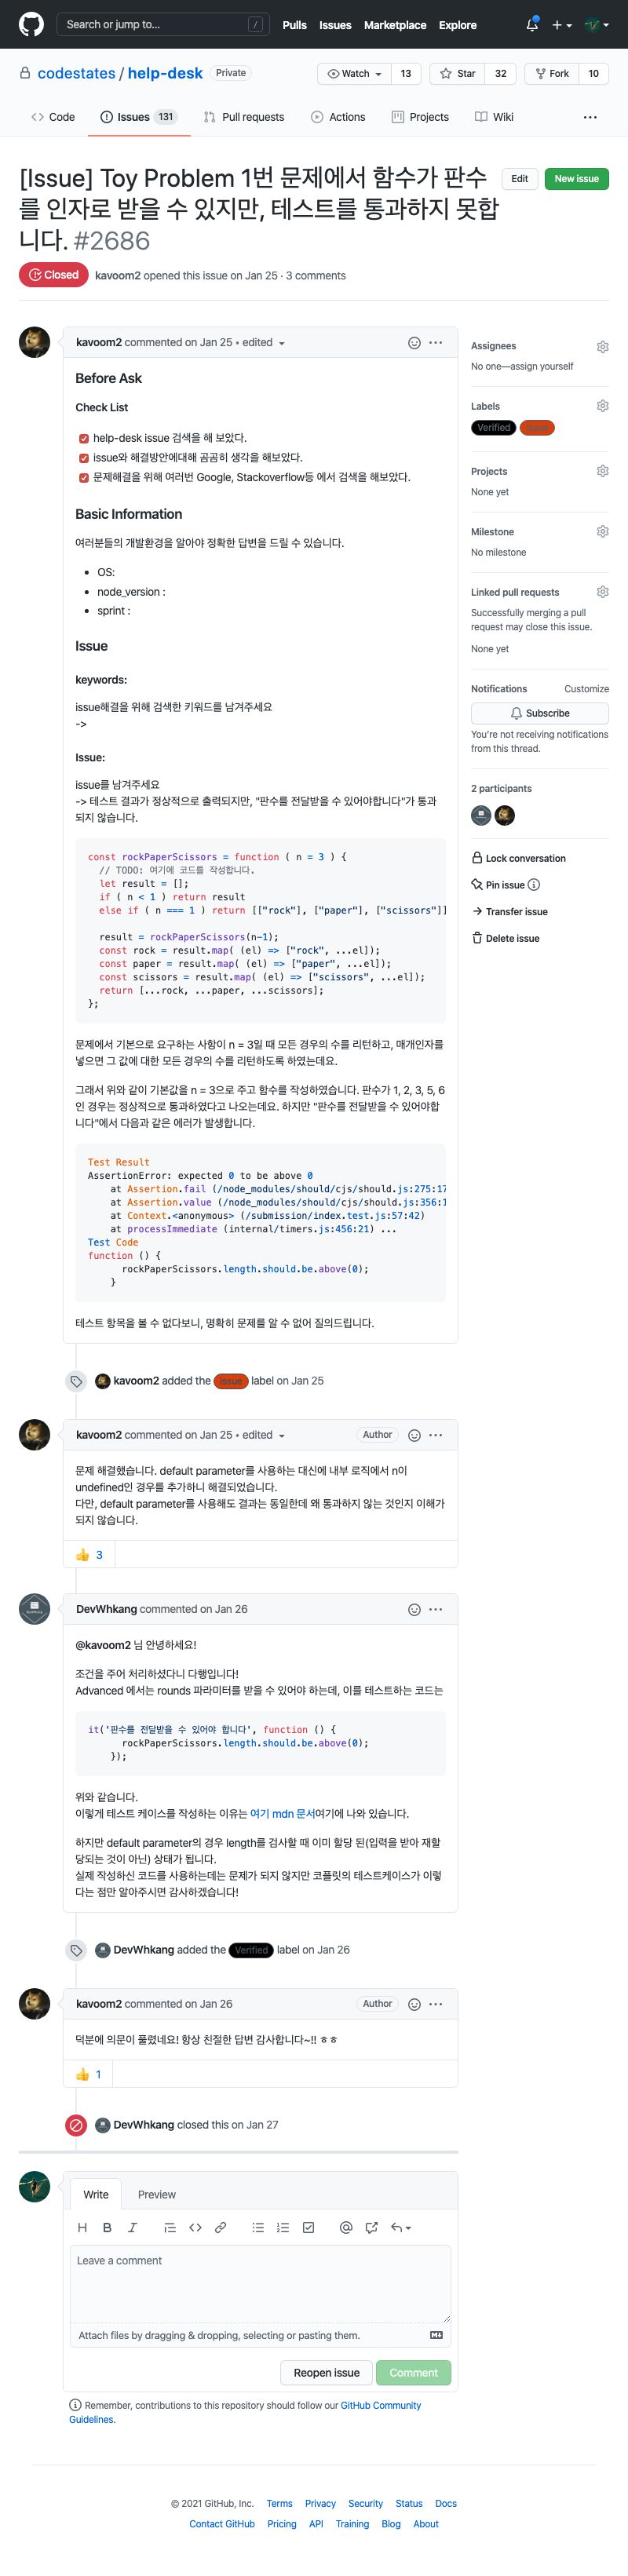 Search or jump to... /
Pulls Issues Marketplace Explore
codestates / help-desk Private
Watch 13 Star 32 Fork 10
Code Issues 131 Pull requests Actions Projects Wiki
[Issue] Toy Problem 1번 문제에서 함수가 판수
를 인자로 받을 수 있지만, 테스트를 통과하지 못합
니다. #2686
Edit New issue
Closed kavoom2 opened this issue on Jan 25 · 3 comments
kavoom2 commented on Jan 25 • edited
Before Ask
Check List
help-desk issue 검색을 해 보았다.
issue와 해결방안에대해 곰곰히 생각을 해보았다.
문제해결을 위해 여러번 Google, Stackoverflow등 에서 검색을 해보았다.
Basic Information
여러분들의 개발환경을 알아야 정확한 답변을 드릴 수 있습니다.
OS:
node_version :
sprint :
Issue
keywords:
issue해결을 위해 검색한 키워드를 남겨주세요
->
Issue:
issue를 남겨주세요
-> 테스트 결과가 정상적으로 출력되지만, "판수를 전달받을 수 있어야합니다"가 통과
되지 않습니다.
const rockPaperScissors = function ( n = 3 ) {
// TODO: 여기에 코드를 작성합니다.
let result = [];
if ( n < 1 ) return result
else if ( n === 1 ) return [["rock"], ["paper"], ["scissors"]]
result = rockPaperScissors(n-1);
const rock = result.map( (el) => ["rock", ...el]);
const paper = result.map( (el) => ["paper", ...el]);
const scissors = result.map( (el) => ["scissors", ...el]);
return [...rock, ...paper, ...scissors];
};
문제에서 기본으로 요구하는 사항이 n = 3일 때 모든 경우의 수를 리턴하고, 매개인자를
넣으면 그 값에 대한 모든 경우의 수를 리턴하도록 하였는데요.
그래서 위와 같이 기본값을 n = 3으로 주고 함수를 작성하였습니다. 판수가 1, 2, 3, 5, 6
인 경우는 정상적으로 통과하였다고 나오는데요. 하지만 "판수를 전달받을 수 있어야합
니다"에서 다음과 같은 에러가 발생합니다.
Test Result
AssertionError: expected 0 to be above 0
at Assertion.fail (/node_modules/should/cjs/should.js:275:17
at Assertion.value (/node_modules/should/cjs/should.js:356:1
at Context.<anonymous> (/submission/index.test.js:57:42)
at processImmediate (internal/timers.js:456:21) ...
Test Code
function () {
rockPaperScissors.length.should.be.above(0);
}
테스트 항목을 볼 수 없다보니, 명확히 문제를 알 수 없어 질의드립니다.
kavoom2 added the issue label on Jan 25
kavoom2 commented on Jan 25 • edited Author
문제 해결했습니다. default parameter를 사용하는 대신에 내부 로직에서 n이
undefined인 경우를 추가하니 해결되었습니다.
다만, default parameter를 사용해도 결과는 동일한데 왜 통과하지 않는 것인지 이해가
되지 않습니다.
👍 3
DevWhkang commented on Jan 26
@kavoom2 님 안녕하세요!
조건을 주어 처리하셨다니 다행입니다!
Advanced 에서는 rounds 파라미터를 받을 수 있어야 하는데, 이를 테스트하는 코드는
it('판수를 전달받을 수 있어야 합니다', function () {
rockPaperScissors.length.should.be.above(0);
});
위와 같습니다.
이렇게 테스트 케이스를 작성하는 이유는 여기 mdn 문서여기에 나와 있습니다.
하지만 default parameter의 경우 length를 검사할 때 이미 할당 된(입력을 받아 재할
당되는 것이 아닌) 상태가 됩니다.
실제 작성하신 코드를 사용하는데는 문제가 되지 않지만 코플릿의 테스트케이스가 이렇
다는 점만 알아주시면 감사하겠습니다!
DevWhkang added the Verified label on Jan 26
kavoom2 commented on Jan 26 Author
덕분에 의문이 풀렸네요! 항상 친절한 답변 감사합니다~!! ㅎㅎ
👍 1
DevWhkang closed this on Jan 27
Write Preview
Leave a comment
Attach files by dragging & dropping, selecting or pasting them.
Reopen issue Comment
Remember, contributions to this repository should follow our GitHub Community
Guidelines.
Assignees
No one—assign yourself
Labels
Verified issue
Projects
None yet
Milestone
No milestone
Linked pull requests
Successfully merging a pull
request may close this issue.
None yet
Notifications Customize
Subscribe
You're not receiving notifications
from this thread.
2 participants
Lock conversation
Pin issue
Transfer issue
Delete issue
© 2021 GitHub, Inc. Terms Privacy Security Status Docs
Contact GitHub Pricing API Training Blog About